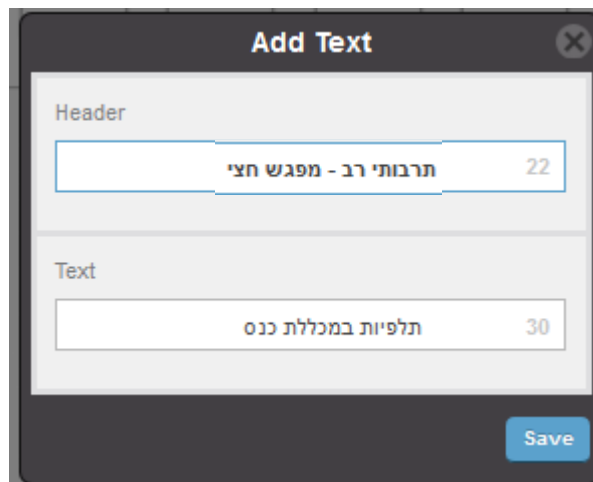 Add Text
Header
תרבותי רב - מפגש חצי
22
Text
תלפיות במכללת כנס
30
Save